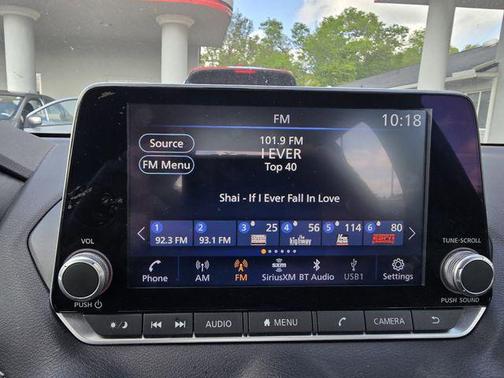 FM 10:18
Source
101.9 FM
I EVER
FM Menu
Top 40
Shai - If I Ever Fall In Love
1 2 3 25 4 56 5 114 6 80
92.3 FM 93.1 FM the highway
VOL TUNE·SCROLL
Phone AM FM SiriusXM BT Audio USB1 Settings
PUSH PUSH SOUND
AUDIO MENU CAMERA